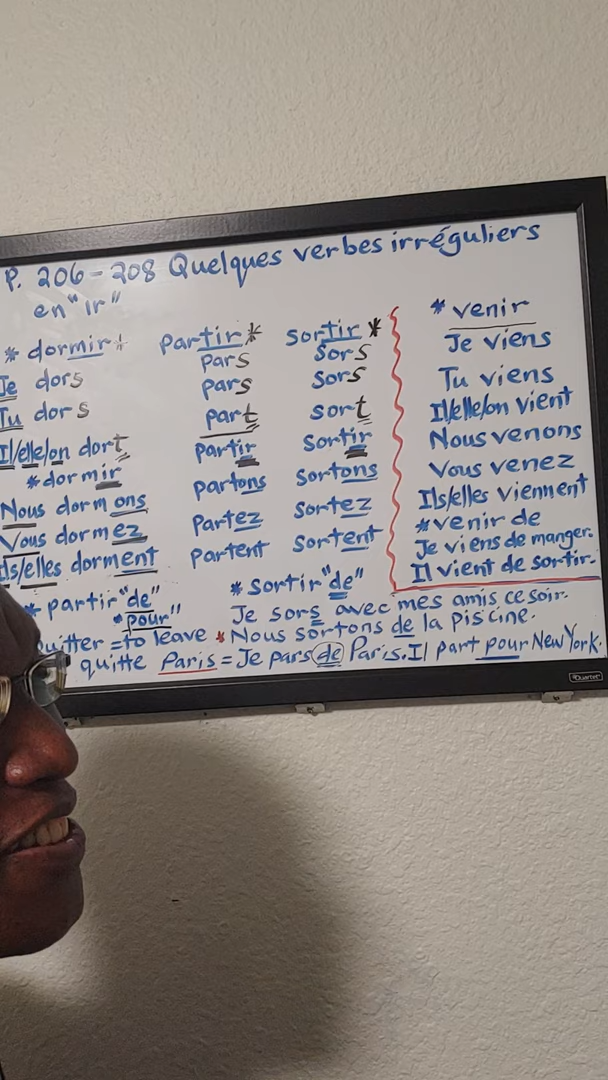 P. 206-208 Quelques verbes irréguliers
en "ir"
* dormir * partir * sortir * * venir
Je dors pars sors Je viens
Tu dors pars sors Tu viens
Il/elle/on dort part sort Il/elle/on vient
* dormir partir sortir Nous venons
Nous dormons partons sortons Vous venez
Vous dormez partez sortez Ils/elles viennent
Ils/elles dorment partent sortent * venir de
Je viens de manger.
Il vient de sortir.
* partir "de" * sortir "de"
* pour" Je sors avec mes amis ce soir.
quitter = to leave * Nous sortons de la piscine.
quitte Paris = Je pars de Paris. Il part pour New York.
Quartet